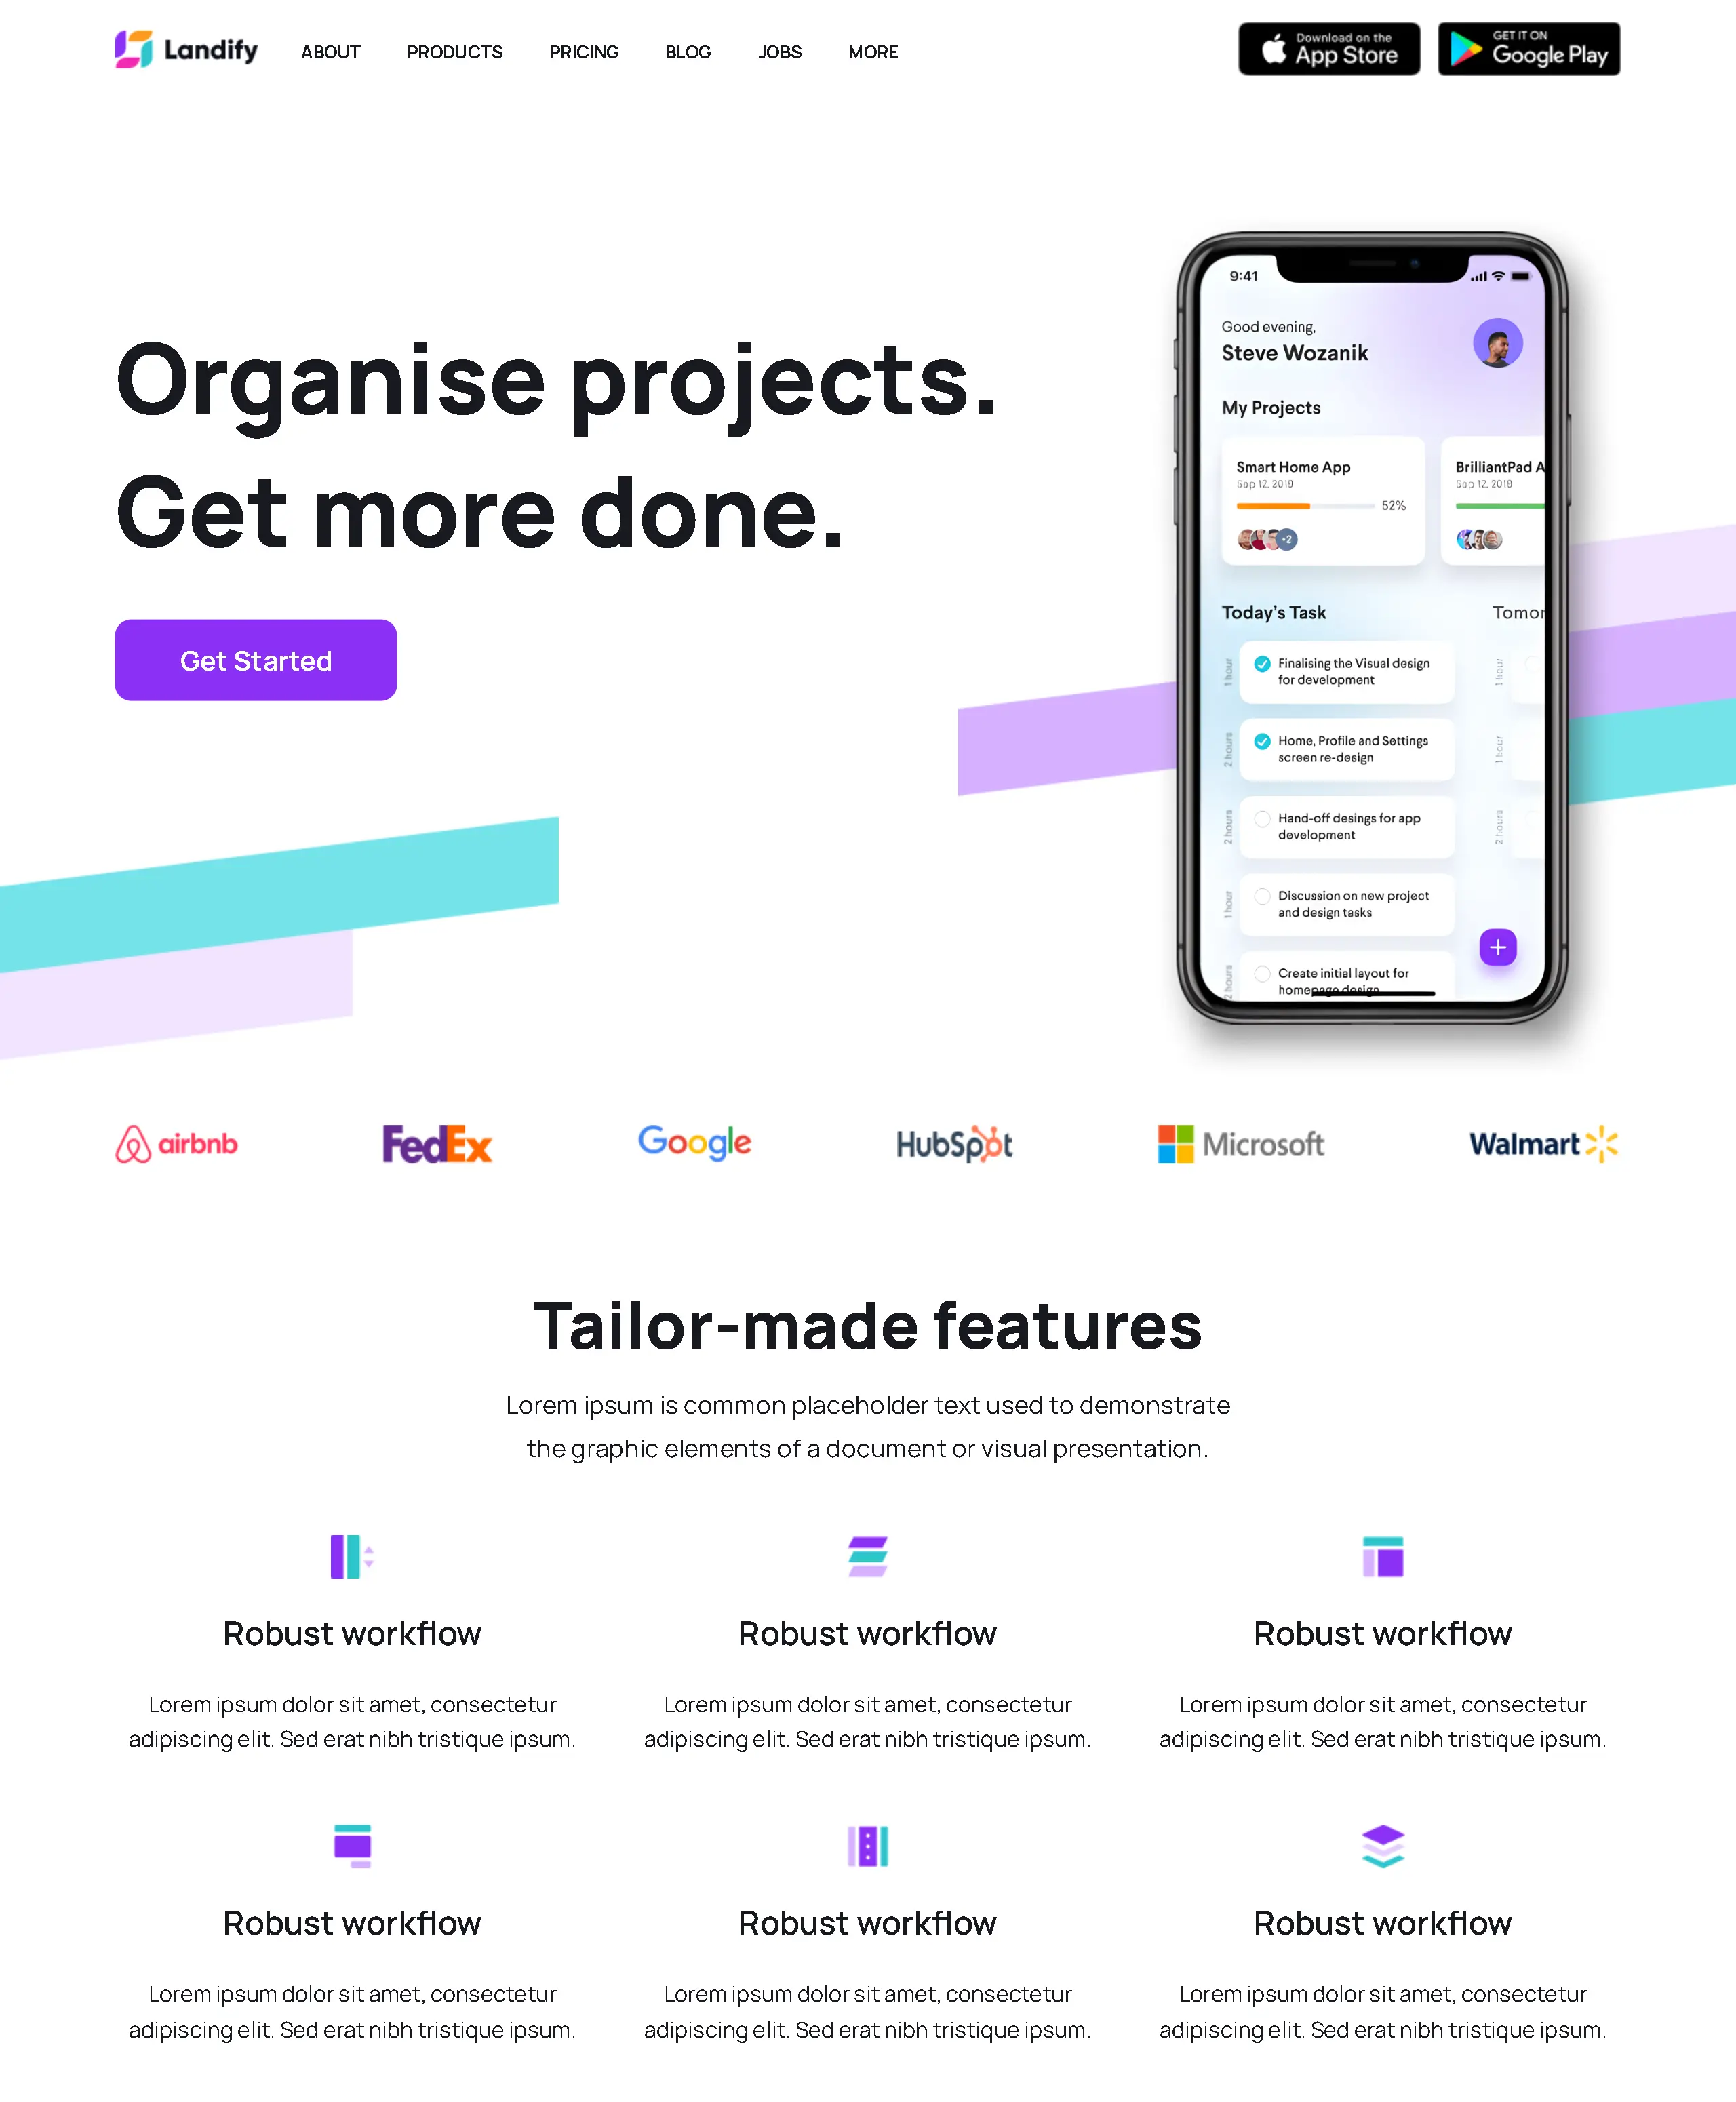 Landify
ABOUT
PRODUCTS
PRICING
BLOG
JOBS
MORE
Download on the
App Store
GET IT ON
Google Play
Organise projects.
Get more done.
Get Started
9:41
Good evening,
Steve Wozanik
My Projects
Smart Home App
Sep 12, 2019
52%
+2
BrilliantPad A
Sep 12, 2019
Today's Task
Tomor
1 hour
Finalising the Visual design
for development
1 hour
2 hours
Home, Profile and Settings
screen re-design
1 hour
2 hours
Hand-off desings for app
development
2 hours
1 hour
Discussion on new project
and design tasks
2 hours
Create initial layout for
homepage design
airbnb
FedEx
Google
HubSpot
Microsoft
Walmart
Tailor-made features
Lorem ipsum is common placeholder text used to demonstrate
the graphic elements of a document or visual presentation.
Robust workflow
Lorem ipsum dolor sit amet, consectetur
adipiscing elit. Sed erat nibh tristique ipsum.
Robust workflow
Lorem ipsum dolor sit amet, consectetur
adipiscing elit. Sed erat nibh tristique ipsum.
Robust workflow
Lorem ipsum dolor sit amet, consectetur
adipiscing elit. Sed erat nibh tristique ipsum.
Robust workflow
Lorem ipsum dolor sit amet, consectetur
adipiscing elit. Sed erat nibh tristique ipsum.
Robust workflow
Lorem ipsum dolor sit amet, consectetur
adipiscing elit. Sed erat nibh tristique ipsum.
Robust workflow
Lorem ipsum dolor sit amet, consectetur
adipiscing elit. Sed erat nibh tristique ipsum.